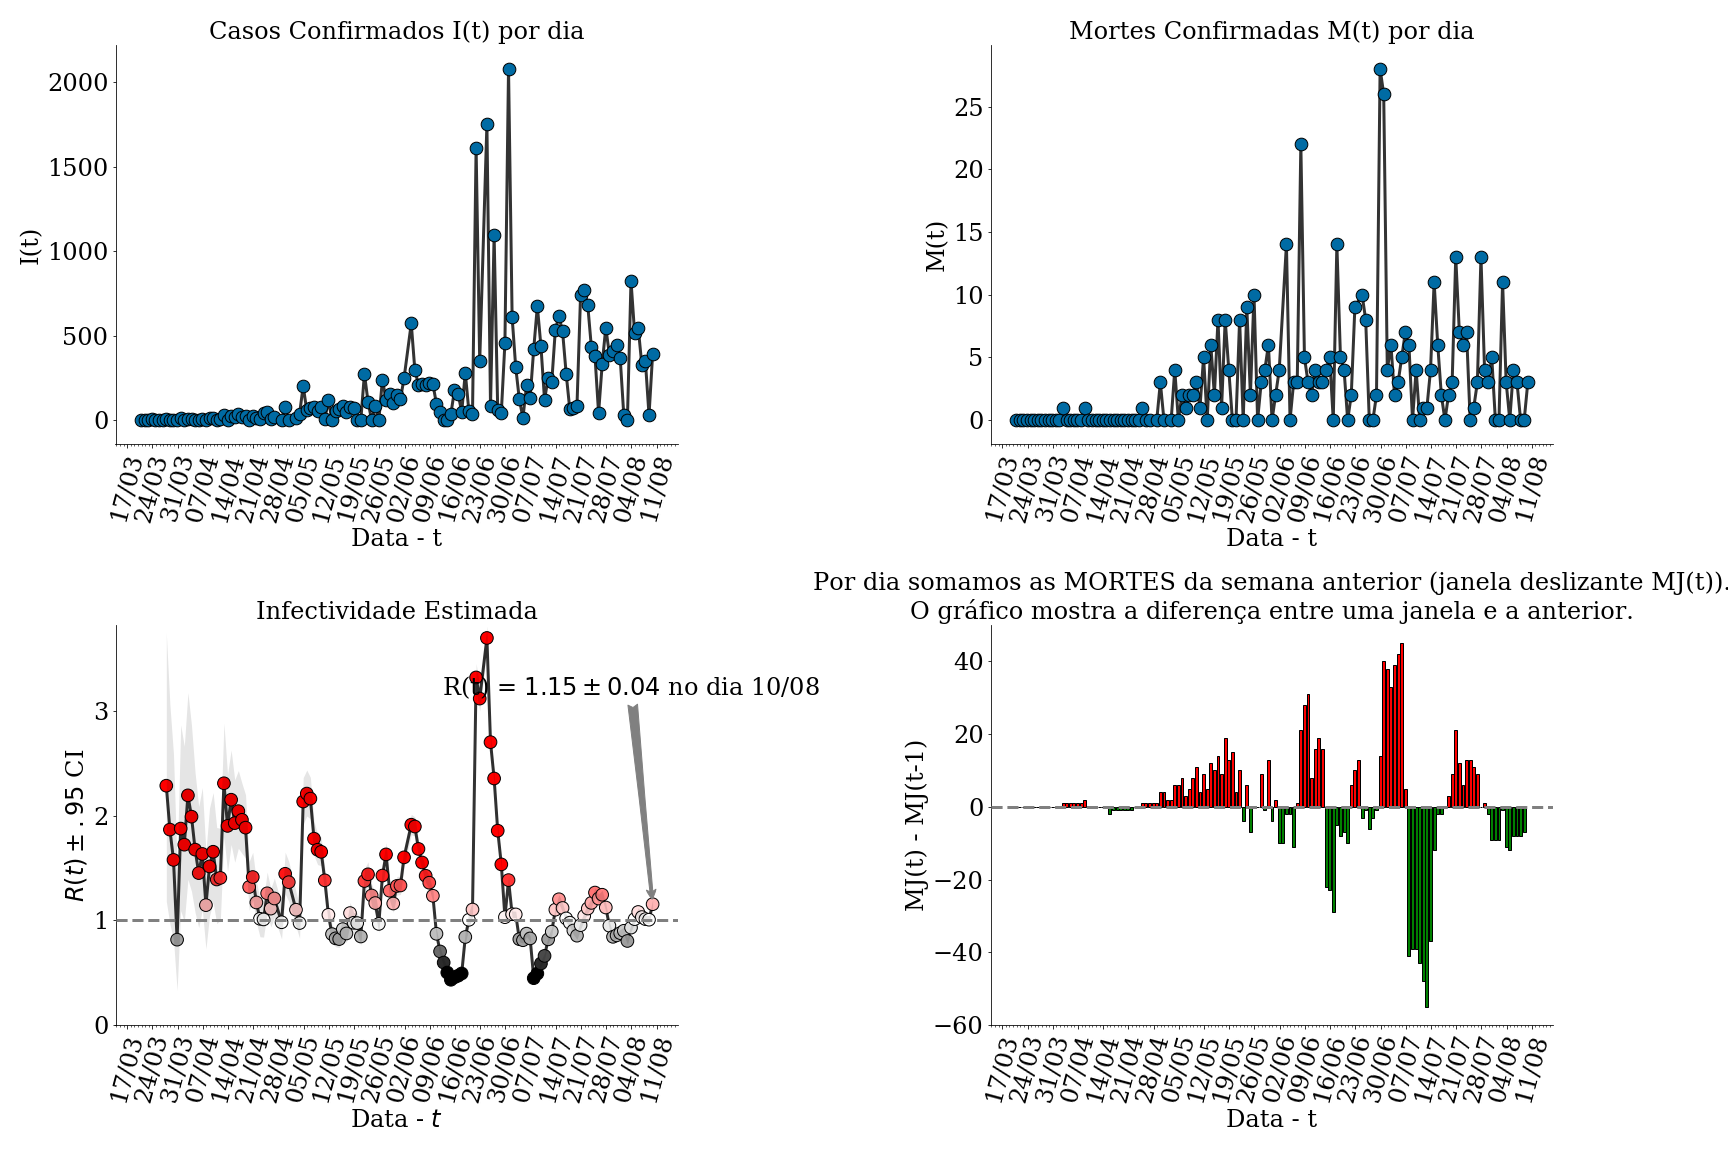 Casos Confirmados I(t) por dia
2000
1500
1000
500
0
I(t)
17/03 24/03 31/03 07/04 14/04 21/04 28/04 05/05 12/05 19/05 26/05 02/06 09/06 16/06 23/06 30/06 07/07 14/07 21/07 28/07 04/08 11/08
Data - t
Mortes Confirmadas M(t) por dia
25
20
15
10
5
0
M(t)
17/03 24/03 31/03 07/04 14/04 21/04 28/04 05/05 12/05 19/05 26/05 02/06 09/06 16/06 23/06 30/06 07/07 14/07 21/07 28/07 04/08 11/08
Data - t
Infectividade Estimada
R(t) = 1.15 ± 0.04 no dia 10/08
3
2
1
0
R(t) ± .95 CI
17/03 24/03 31/03 07/04 14/04 21/04 28/04 05/05 12/05 19/05 26/05 02/06 09/06 16/06 23/06 30/06 07/07 14/07 21/07 28/07 04/08 11/08
Data - t
Por dia somamos as MORTES da semana anterior (janela deslizante MJ(t)).
O gráfico mostra a diferença entre uma janela e a anterior.
40
20
0
−20
−40
−60
MJ(t) - MJ(t-1)
17/03 24/03 31/03 07/04 14/04 21/04 28/04 05/05 12/05 19/05 26/05 02/06 09/06 16/06 23/06 30/06 07/07 14/07 21/07 28/07 04/08 11/08
Data - t